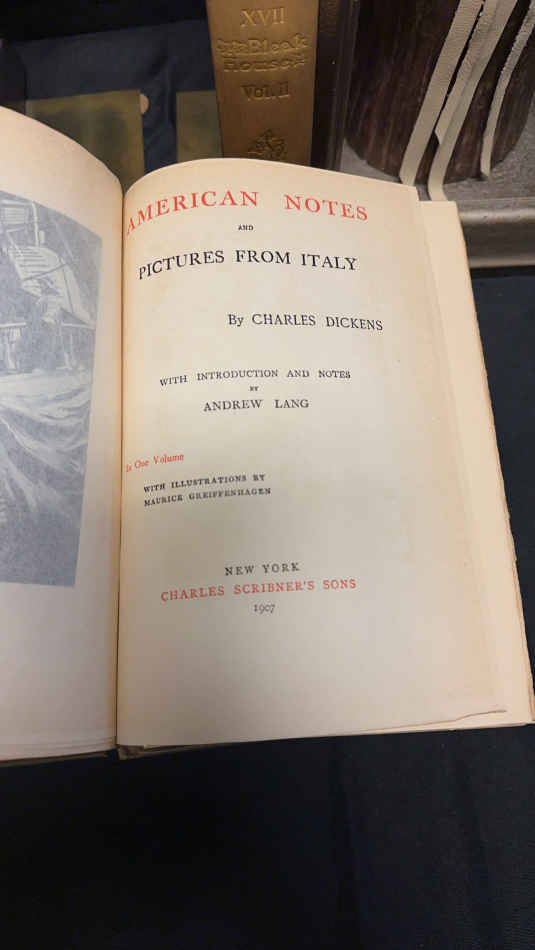 XVII
Bleak
House
Vol. II
AMERICAN NOTES
AND
PICTURES FROM ITALY
By CHARLES DICKENS
WITH INTRODUCTION AND NOTES
BY
ANDREW LANG
In One Volume
WITH ILLUSTRATIONS BY
MAURICE GREIFFENHAGEN
NEW YORK
CHARLES SCRIBNER'S SONS
1907